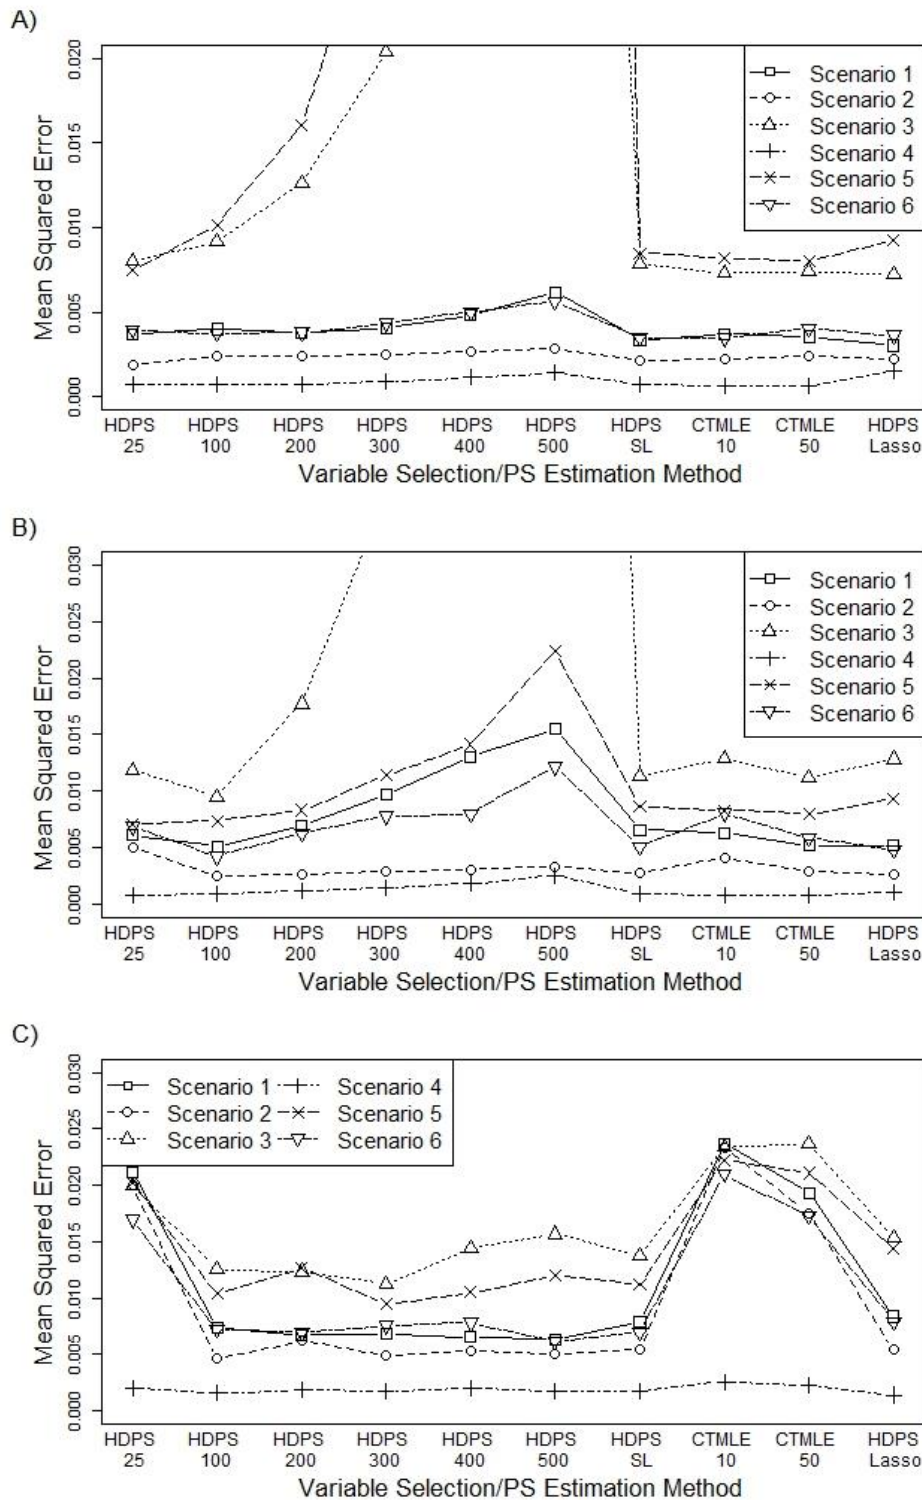 A)
0.020
0.015
0.010
0.005
0.000
Mean Squared Error
Scenario 1
Scenario 2
Scenario 3
Scenario 4
Scenario 5
Scenario 6
HDPS HDPS HDPS HDPS HDPS HDPS HDPS CTMLE CTMLE HDPS
25 100 200 300 400 500 SL 10 50 Lasso
Variable Selection/PS Estimation Method
B)
0.030
0.025
0.020
0.015
0.010
0.005
0.000
Mean Squared Error
Scenario 1
Scenario 2
Scenario 3
Scenario 4
Scenario 5
Scenario 6
HDPS HDPS HDPS HDPS HDPS HDPS HDPS CTMLE CTMLE HDPS
25 100 200 300 400 500 SL 10 50 Lasso
Variable Selection/PS Estimation Method
C)
0.030
0.025
0.020
0.015
0.010
0.005
0.000
Mean Squared Error
Scenario 1 Scenario 4
Scenario 2 Scenario 5
Scenario 3 Scenario 6
HDPS HDPS HDPS HDPS HDPS HDPS HDPS CTMLE CTMLE HDPS
25 100 200 300 400 500 SL 10 50 Lasso
Variable Selection/PS Estimation Method